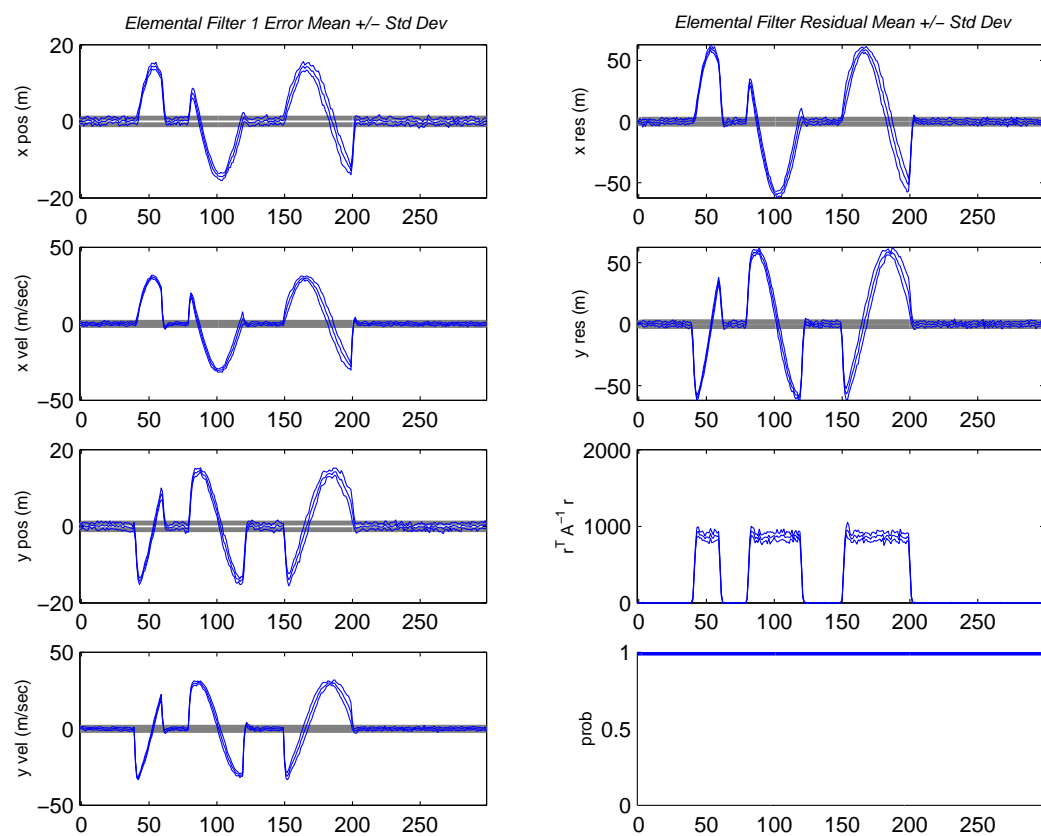 Elemental Filter 1 Error Mean +/− Std Dev
20
0
−20
x pos (m)
0 50 100 150 200 250
50
0
−50
x vel (m/sec)
0 50 100 150 200 250
20
0
−20
y pos (m)
0 50 100 150 200 250
50
0
−50
y vel (m/sec)
0 50 100 150 200 250
Elemental Filter Residual Mean +/− Std Dev
50
0
−50
x res (m)
0 50 100 150 200 250
50
0
−50
y res (m)
0 50 100 150 200 250
2000
1000
0
r^T A^−1 r
0 50 100 150 200 250
1
0.5
0
prob
0 50 100 150 200 250